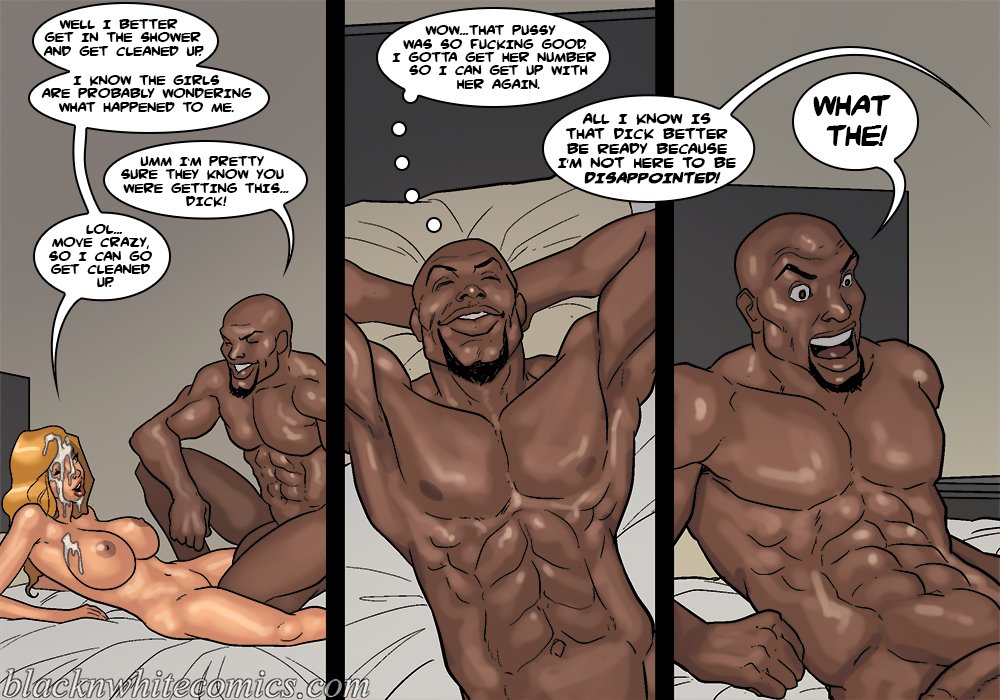 WELL I BETTER
GET IN THE SHOWER
AND GET CLEANED UP.
I KNOW THE GIRLS
ARE PROBABLY WONDERING
WHAT HAPPENED TO ME.
UMM I'M PRETTY
SURE THEY KNOW YOU
WERE GETTING THIS...
DICK!
LOL...
MOVE CRAZY,
SO I CAN GO
GET CLEANED
UP.
WOW...THAT PUSSY
WAS SO FUCKING GOOD.
I GOTTA GET HER NUMBER
SO I CAN GET UP WITH
HER AGAIN.
ALL I KNOW IS
THAT DICK BETTER
BE READY BECAUSE
I'M NOT HERE TO BE
DISAPPOINTED!
WHAT
THE!
blacknwhitecomics.com